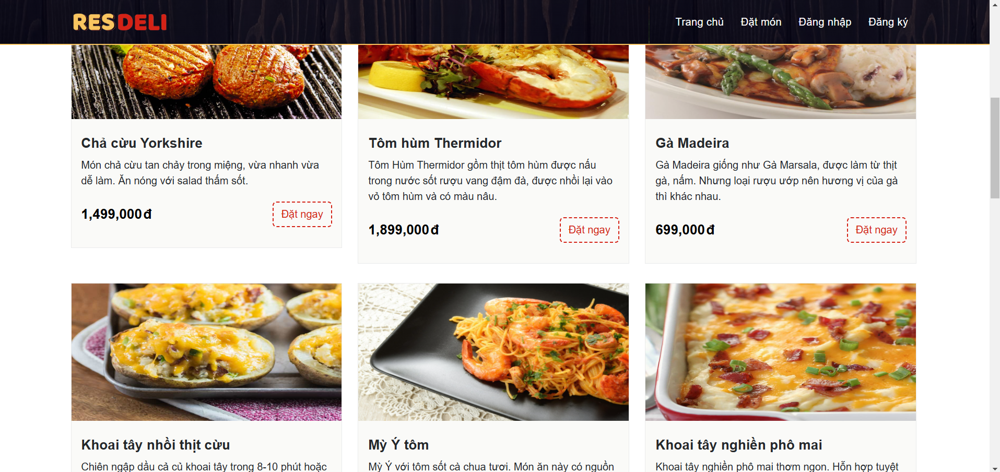 RES DELI
Trang chủ
Đặt món
Đăng nhập
Đăng ký
Chả cừu Yorkshire
Món chả cừu tan chảy trong miệng, vừa nhanh vừa
dễ làm. Ăn nóng với salad thấm sốt.
1,499,000 đ
Đặt ngay
Tôm hùm Thermidor
Tôm Hùm Thermidor gồm thịt tôm hùm được nấu
trong nước sốt rượu vang đậm đà, được nhồi lại vào
vỏ tôm hùm và có màu nâu.
1,899,000 đ
Đặt ngay
Gà Madeira
Gà Madeira giống như Gà Marsala, được làm từ thịt
gà, nấm. Nhưng loại rượu ướp nên hương vị của gà
thì khác nhau.
699,000 đ
Đặt ngay
Khoai tây nhồi thịt cừu
Chiên ngập dầu cả củ khoai tây trong 8-10 phút hoặc
Mỳ Ý tôm
Mỳ Ý với tôm sốt cà chua tươi. Món ăn này có nguồn
Khoai tây nghiền phô mai
Khoai tây nghiền phô mai thơm ngon. Hỗn hợp tuyệt